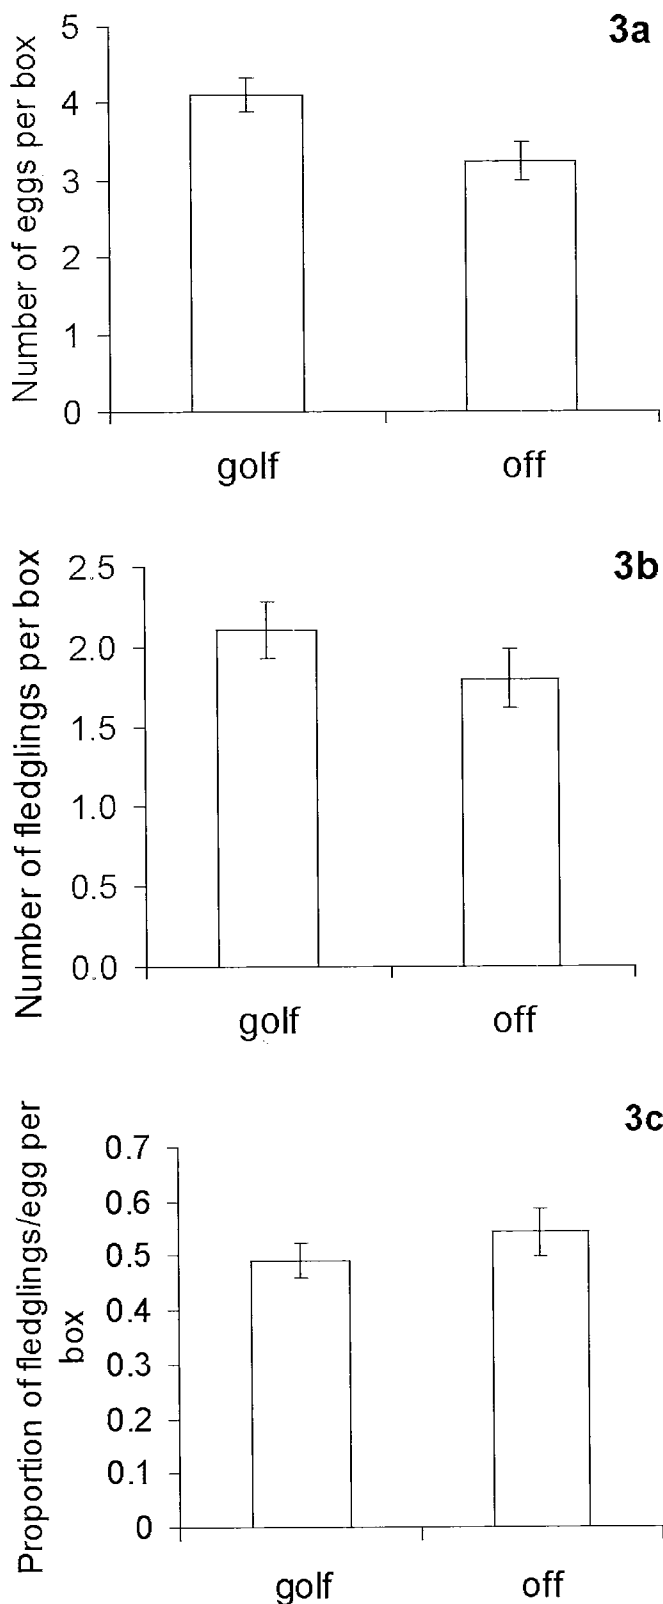 3a
Number of eggs per box
5
4
3
2
1
0
golf
off
3b
Number of fledglings per box
2.5
2.0
1.5
1.0
0.5
0.0
golf
off
3c
Proportion of fledglings/egg per
box
0.7
0.6
0.5
0.4
0.3
0.2
0.1
0
golf
off